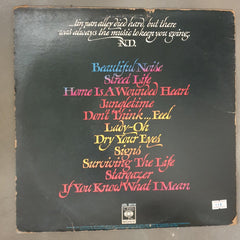 ...tin pan alley died hard, but there
was always the music to keep you going.
N.D.
Beautiful Noise
Street Life
Home Is A Wounded Heart
Jungletime
Don't Think...Feel
Lady-Oh
Dry Your Eyes
Signs
Surviving The Life
Stargazer
If You Know What I Mean
CBS